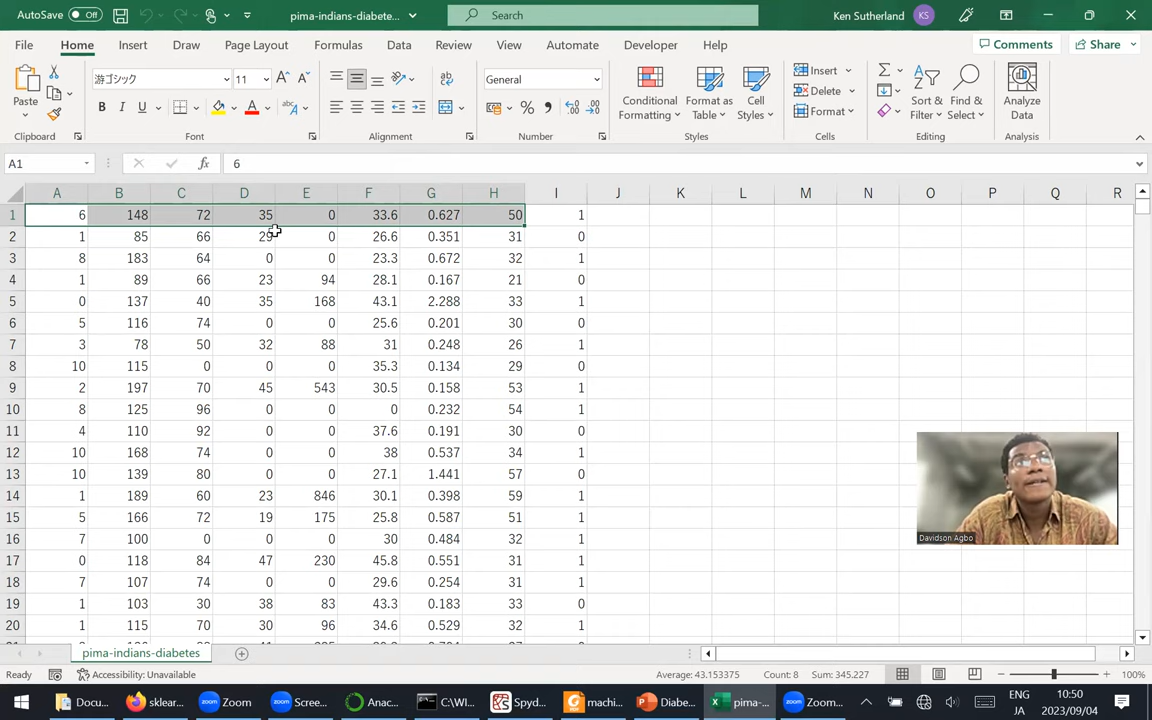 AutoSave Off pima-indians-diabete... Search Ken Sutherland KS
File Home Insert Draw Page Layout Formulas Data Review View Automate Developer Help Comments Share
Paste 游ゴシック 11 General Conditional Formatting Format as Table Cell Styles Insert Delete Format Sort & Filter Find & Select Analyze Data
Clipboard Font Alignment Number Styles Cells Editing Analysis
A1 fx 6
A B C D E F G H I J K L M N O P Q R
1 6 148 72 35 0 33.6 0.627 50 1
2 1 85 66 29 0 26.6 0.351 31 0
3 8 183 64 0 0 23.3 0.672 32 1
4 1 89 66 23 94 28.1 0.167 21 0
5 0 137 40 35 168 43.1 2.288 33 1
6 5 116 74 0 0 25.6 0.201 30 0
7 3 78 50 32 88 31 0.248 26 1
8 10 115 0 0 0 35.3 0.134 29 0
9 2 197 70 45 543 30.5 0.158 53 1
10 8 125 96 0 0 0 0.232 54 1
11 4 110 92 0 0 37.6 0.191 30 0
12 10 168 74 0 0 38 0.537 34 1
13 10 139 80 0 0 27.1 1.441 57 0
14 1 189 60 23 846 30.1 0.398 59 1
15 5 166 72 19 175 25.8 0.587 51 1
16 7 100 0 0 0 30 0.484 32 1
17 0 118 84 47 230 45.8 0.551 31 1
18 7 107 74 0 0 29.6 0.254 31 1
19 1 103 30 38 83 43.3 0.183 33 0
20 1 115 70 30 96 34.6 0.529 32 1
Davidson Agbo
pima-indians-diabetes
Ready Accessibility: Unavailable Average: 43.153375 Count: 8 Sum: 345.227 100%
Docu... sklear... Zoom Scree... Anac... C:\WI... Spyd... machi... Diabe... pima-... Zoom... ENG JA 10:50 2023/09/04